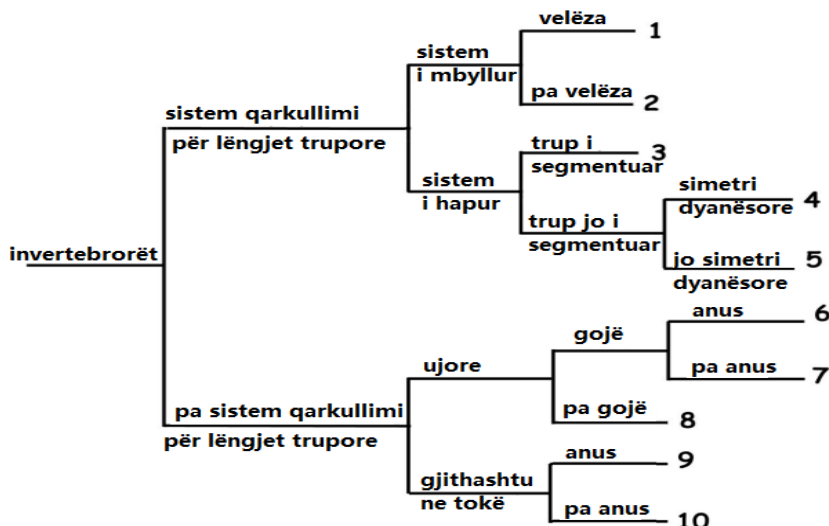 velëza
1
sistem
i mbyllur
pa velëza
2
sistem qarkullimi
për lëngjet trupore
trup i
segmentuar
3
sistem
i hapur
simetri
dyanësore
4
trup jo i
segmentuar
jo simetri
dyanësore
5
invertebrorët
anus
6
gojë
pa anus
7
ujore
pa gojë
8
pa sistem qarkullimi
për lëngjet trupore
anus
9
gjithashtu
ne tokë
pa anus
10